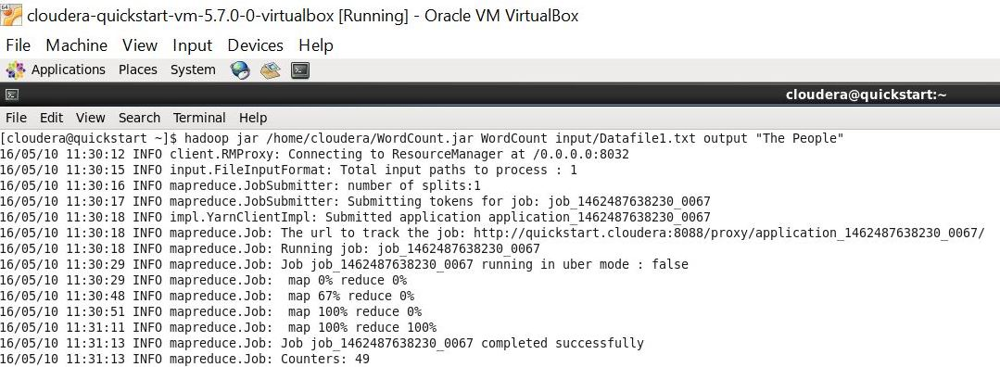 cloudera-quickstart-vm-5.7.0-0-virtualbox [Running] - Oracle VM VirtualBox
File Machine View Input Devices Help
Applications Places System
cloudera@quickstart:~
File Edit View Search Terminal Help
[cloudera@quickstart ~]$ hadoop jar /home/cloudera/WordCount.jar WordCount input/Datafile1.txt output "The People"
16/05/10 11:30:12 INFO client.RMProxy: Connecting to ResourceManager at /0.0.0.0:8032
16/05/10 11:30:15 INFO input.FileInputFormat: Total input paths to process : 1
16/05/10 11:30:16 INFO mapreduce.JobSubmitter: number of splits:1
16/05/10 11:30:17 INFO mapreduce.JobSubmitter: Submitting tokens for job: job_1462487638230_0067
16/05/10 11:30:18 INFO impl.YarnClientImpl: Submitted application application_1462487638230_0067
16/05/10 11:30:18 INFO mapreduce.Job: The url to track the job: http://quickstart.cloudera:8088/proxy/application_1462487638230_0067/
16/05/10 11:30:18 INFO mapreduce.Job: Running job: job_1462487638230_0067
16/05/10 11:30:29 INFO mapreduce.Job: Job job_1462487638230_0067 running in uber mode : false
16/05/10 11:30:29 INFO mapreduce.Job:  map 0% reduce 0%
16/05/10 11:30:48 INFO mapreduce.Job:  map 67% reduce 0%
16/05/10 11:30:51 INFO mapreduce.Job:  map 100% reduce 0%
16/05/10 11:31:11 INFO mapreduce.Job:  map 100% reduce 100%
16/05/10 11:31:13 INFO mapreduce.Job: Job job_1462487638230_0067 completed successfully
16/05/10 11:31:13 INFO mapreduce.Job: Counters: 49